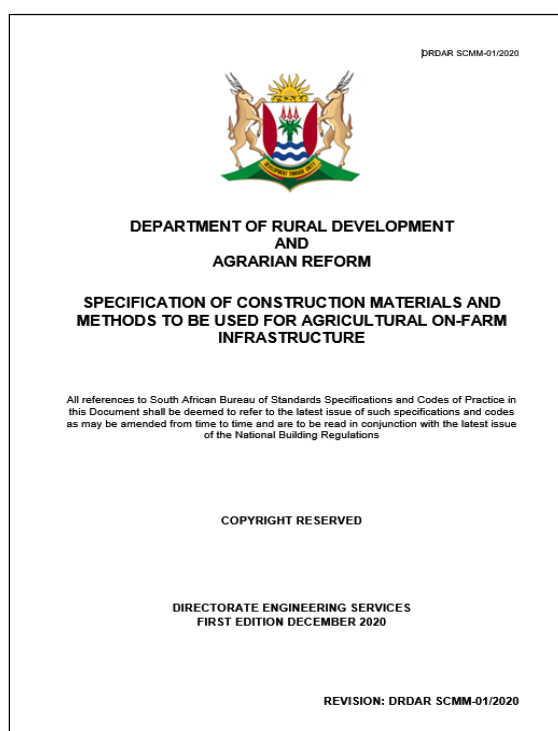 DRDAR SCMM-01/2020
DEVELOPMENT THROUGH UNITY
DEPARTMENT OF RURAL DEVELOPMENT
AND
AGRARIAN REFORM
SPECIFICATION OF CONSTRUCTION MATERIALS AND
METHODS TO BE USED FOR AGRICULTURAL ON-FARM
INFRASTRUCTURE
All references to South African Bureau of Standards Specifications and Codes of Practice in
this Document shall be deemed to refer to the latest issue of such specifications and codes
as may be amended from time to time and are to be read in conjunction with the latest issue
of the National Building Regulations
COPYRIGHT RESERVED
DIRECTORATE ENGINEERING SERVICES
FIRST EDITION DECEMBER 2020
REVISION: DRDAR SCMM-01/2020